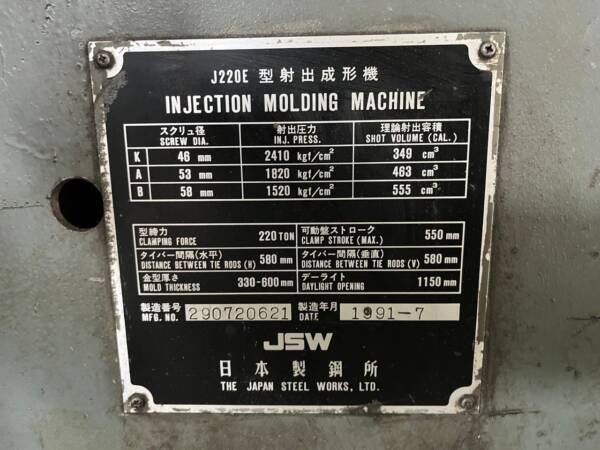 J220E 型射出成形機
INJECTION MOLDING MACHINE
スクリュ径 射出圧力 理論射出容積
SCREW DIA. INJ. PRESS. SHOT VOLUME (CAL.)
K 46 mm 2410 kgf/cm² 349 cm³
A 53 mm 1820 kgf/cm² 463 cm³
B 58 mm 1520 kgf/cm² 555 cm³
型締力 220 TON 可動盤ストローク 550 mm
CLAMPING FORCE CLAMP STROKE (MAX.)
タイバー間隔(水平) 580 mm タイバー間隔(垂直) 580 mm
DISTANCE BETWEEN TIE RODS (H) DISTANCE BETWEEN TIE RODS (V)
金型厚さ 330-600 mm デーライト 1150 mm
MOLD THICKNESS DAYLIGHT OPENING
製造番号 290720621 製造年月 1991-7
MFG. NO. DATE
JSW
日本製鋼所
THE JAPAN STEEL WORKS, LTD.